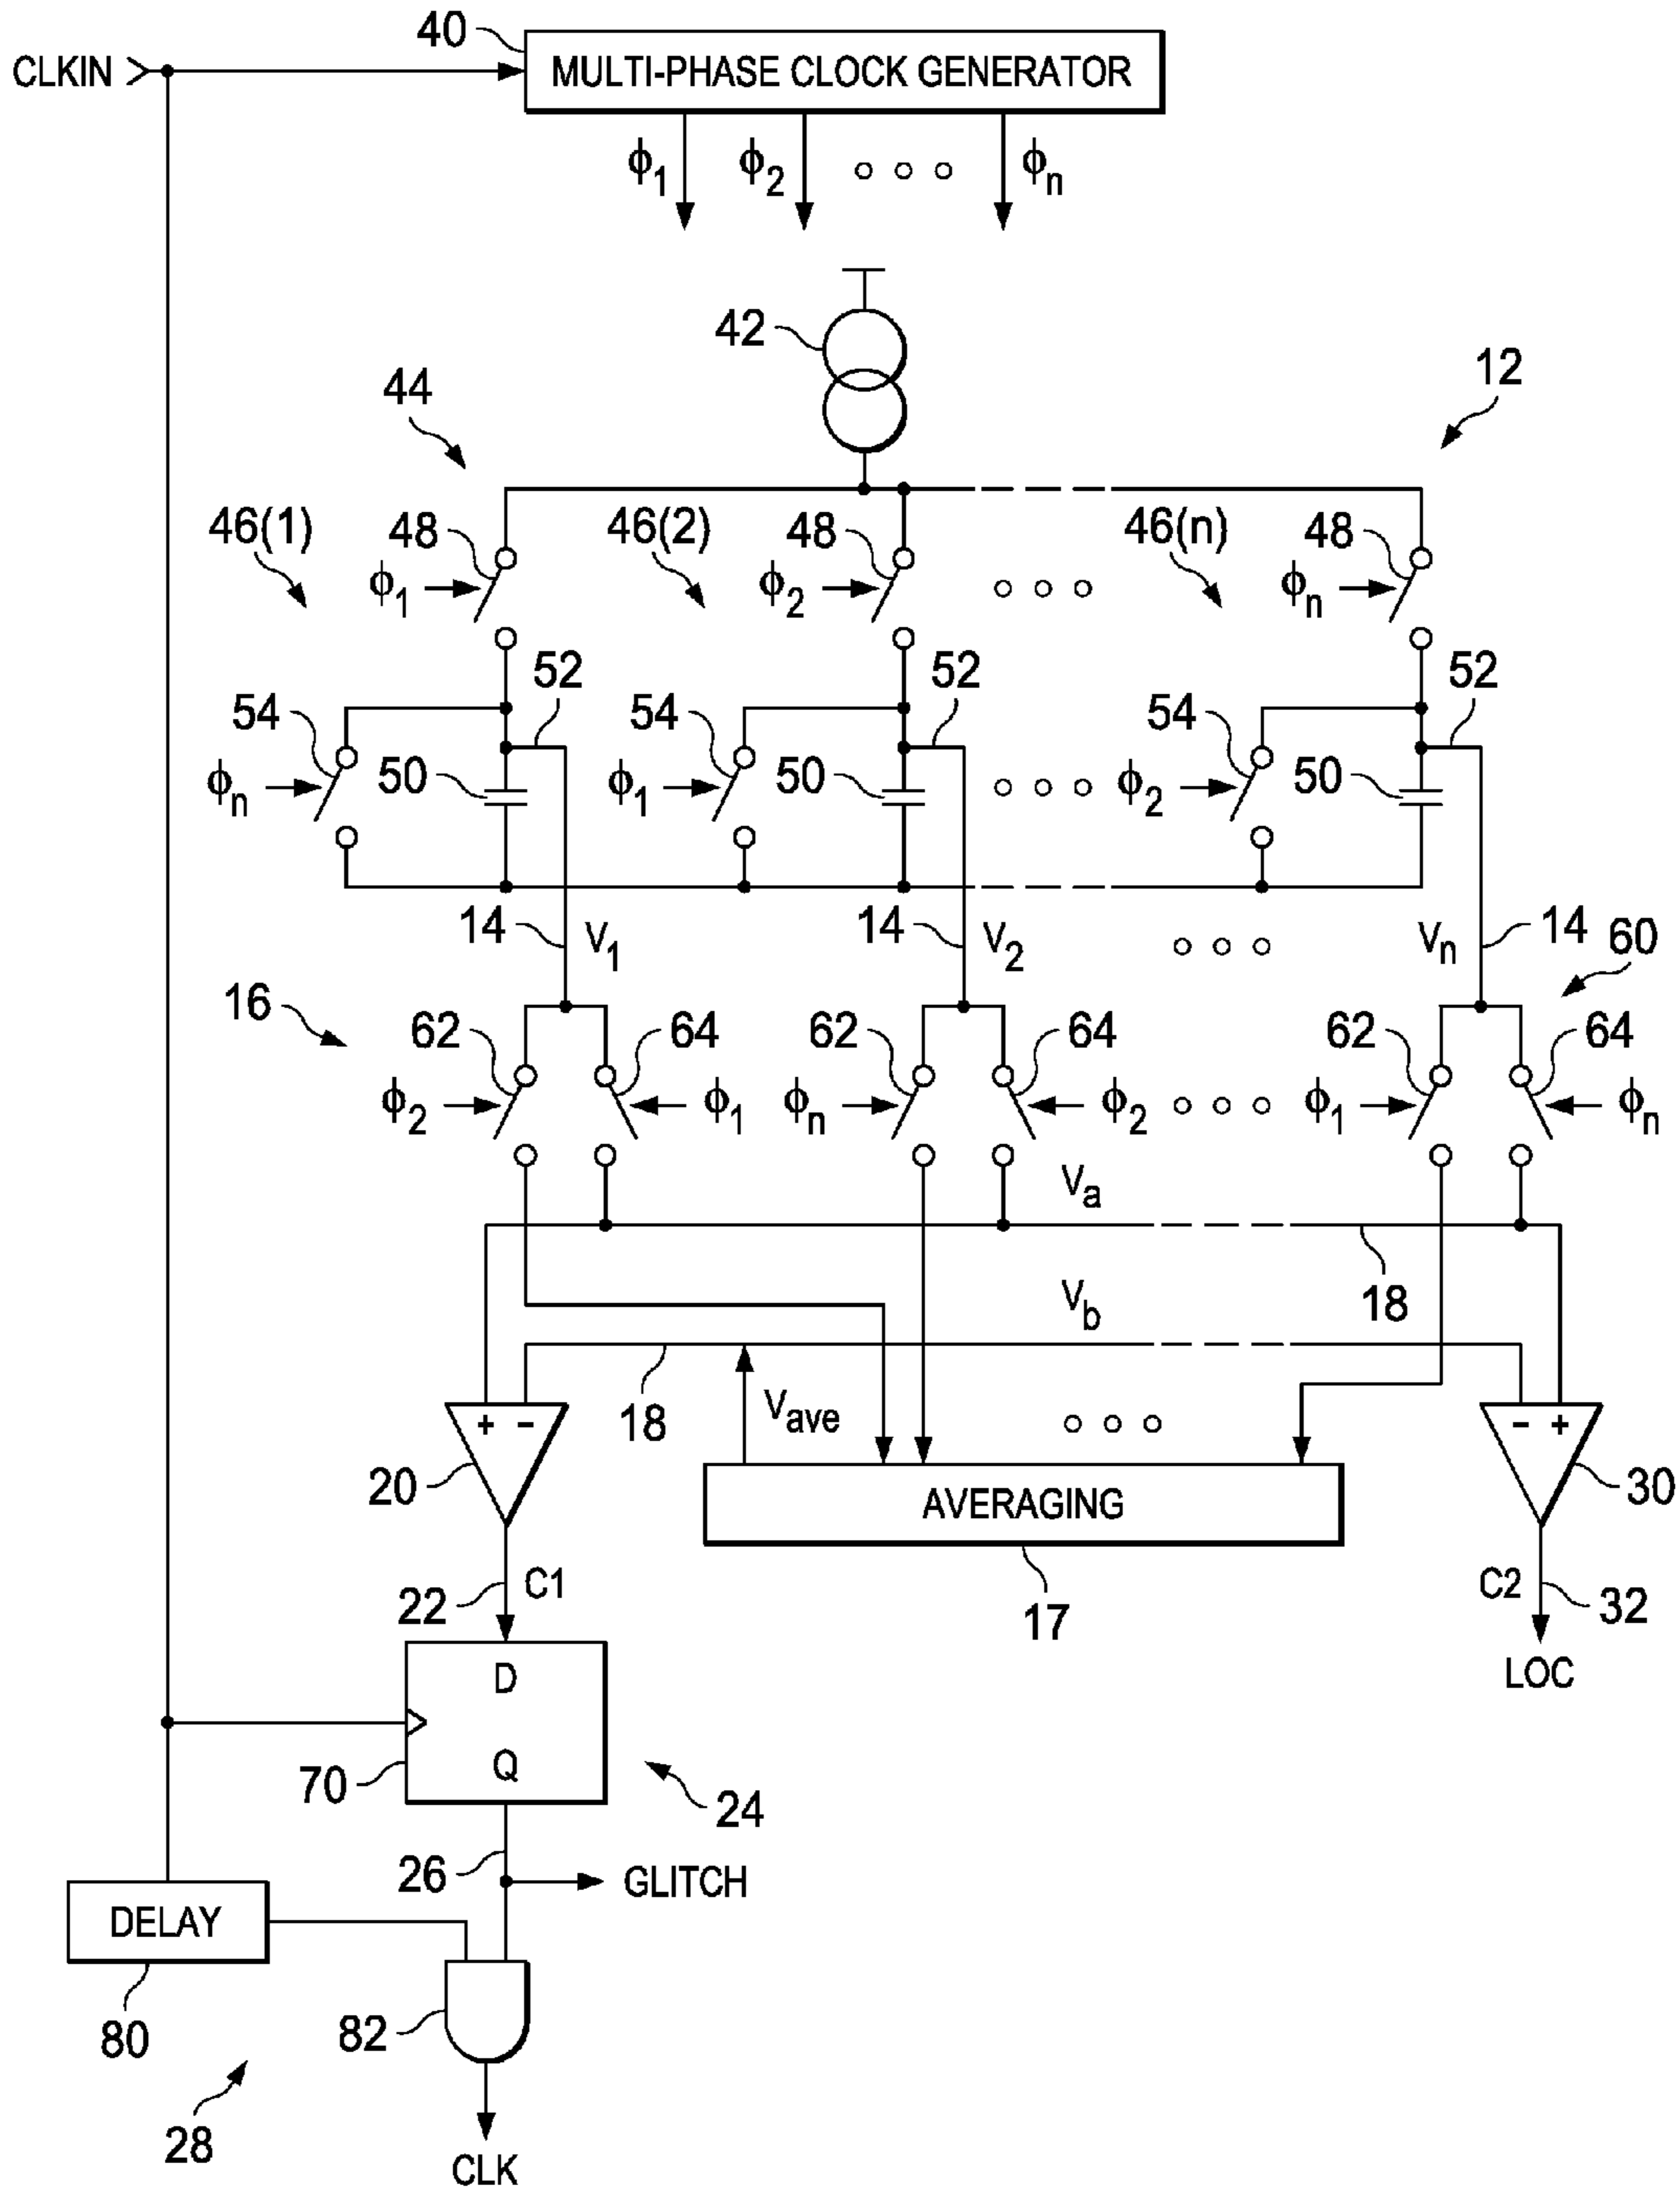 40
CLKIN
MULTI-PHASE CLOCK GENERATOR
ϕ1 ϕ2 ϕn
42
12
44
46(1) 48 46(2) 48 46(n) 48
ϕ1 ϕ2 ϕn
52 52 52
54 54 54
50 50 50
ϕn ϕ1 ϕ2
14 V1 14 V2 Vn 14
60
16
62 64 62 64 62 64
ϕ2 ϕ1 ϕn ϕ2 ϕ1 ϕn
Va
18
Vb
18
Vave
+ - - +
20 30
AVERAGING
17
22 C1
C2 32
LOC
D
Q
70
24
26
GLITCH
DELAY
80
82
28
CLK